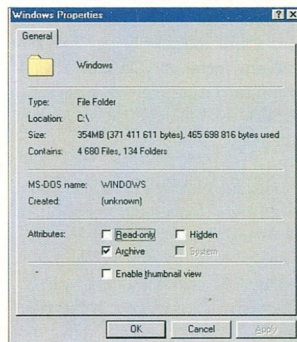 Windows Properties
General
Windows
Type: File Folder
Location: C:\
Size: 354MB (371 411 611 bytes), 465 698 816 bytes used
Contains: 4 680 Files, 134 Folders
MS-DOS name: WINDOWS
Created: (unknown)
Attributes: Read-only Hidden
Archive System
Enable thumbnail view
OK Cancel Apply